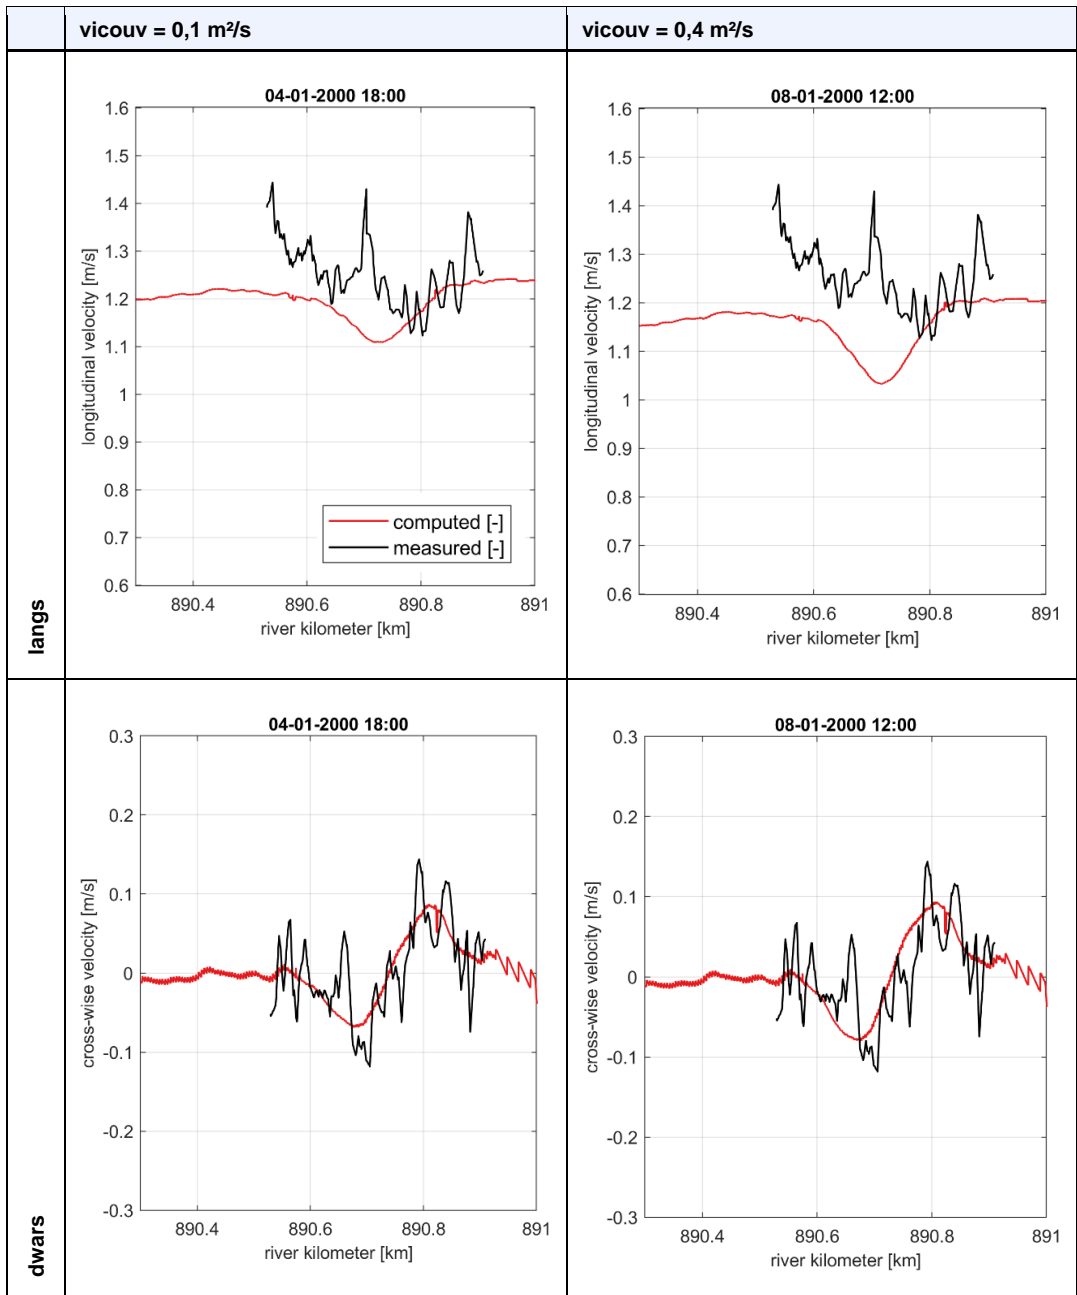 vicouv = 0,1 m²/s
vicouv = 0,4 m²/s
langs
04-01-2000 18:00
1.6
1.5
1.4
1.3
1.2
1.1
1
0.9
0.8
0.7
0.6
longitudinal velocity [m/s]
computed [-]
measured [-]
890.4 890.6 890.8 891
river kilometer [km]
08-01-2000 12:00
1.6
1.5
1.4
1.3
1.2
1.1
1
0.9
0.8
0.7
0.6
longitudinal velocity [m/s]
890.4 890.6 890.8 891
river kilometer [km]
dwars
04-01-2000 18:00
0.3
0.2
0.1
0
-0.1
-0.2
-0.3
cross-wise velocity [m/s]
890.4 890.6 890.8 891
river kilometer [km]
08-01-2000 12:00
0.3
0.2
0.1
0
-0.1
-0.2
-0.3
cross-wise velocity [m/s]
890.4 890.6 890.8 891
river kilometer [km]